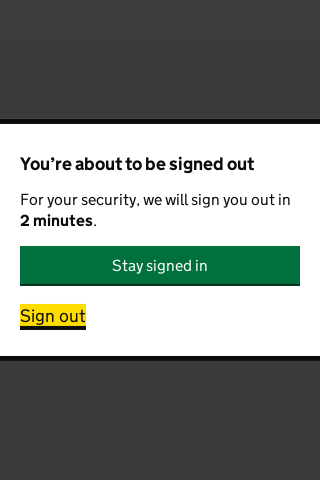 You’re about to be signed out
For your security, we will sign you out in
2 minutes.
Stay signed in
Sign out